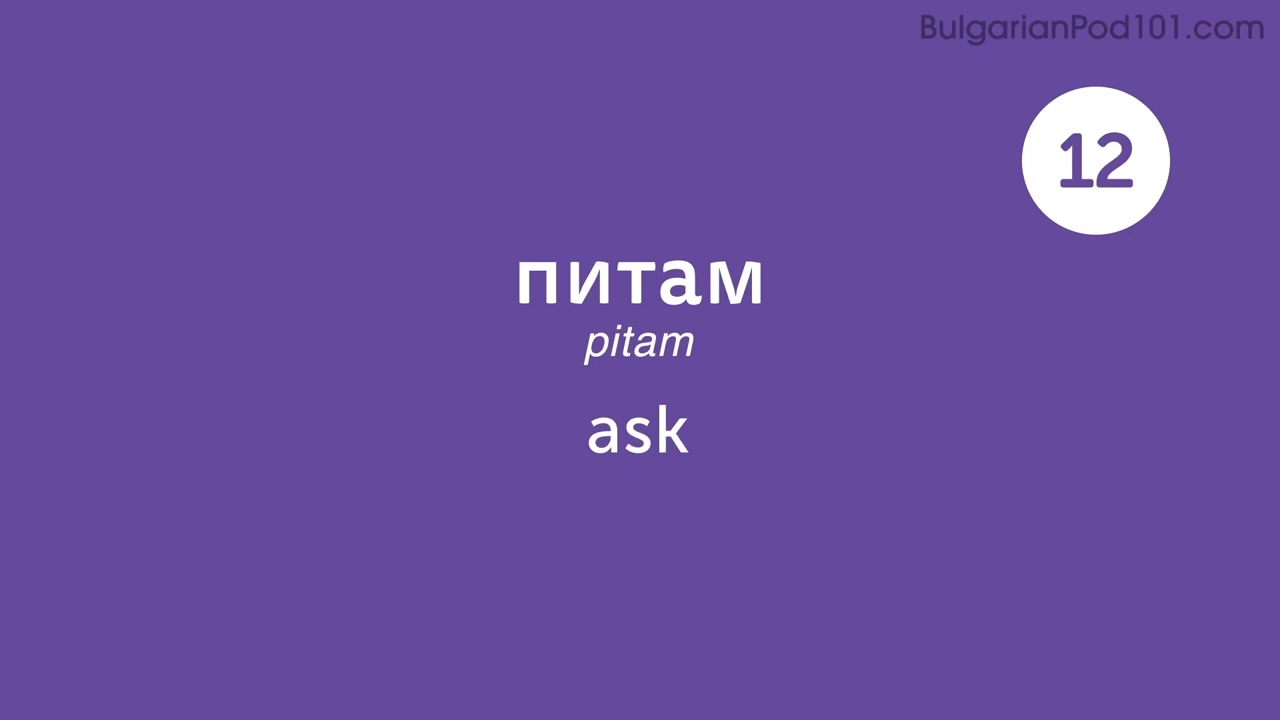 BulgarianPod101.com
12
питам
pitam
ask